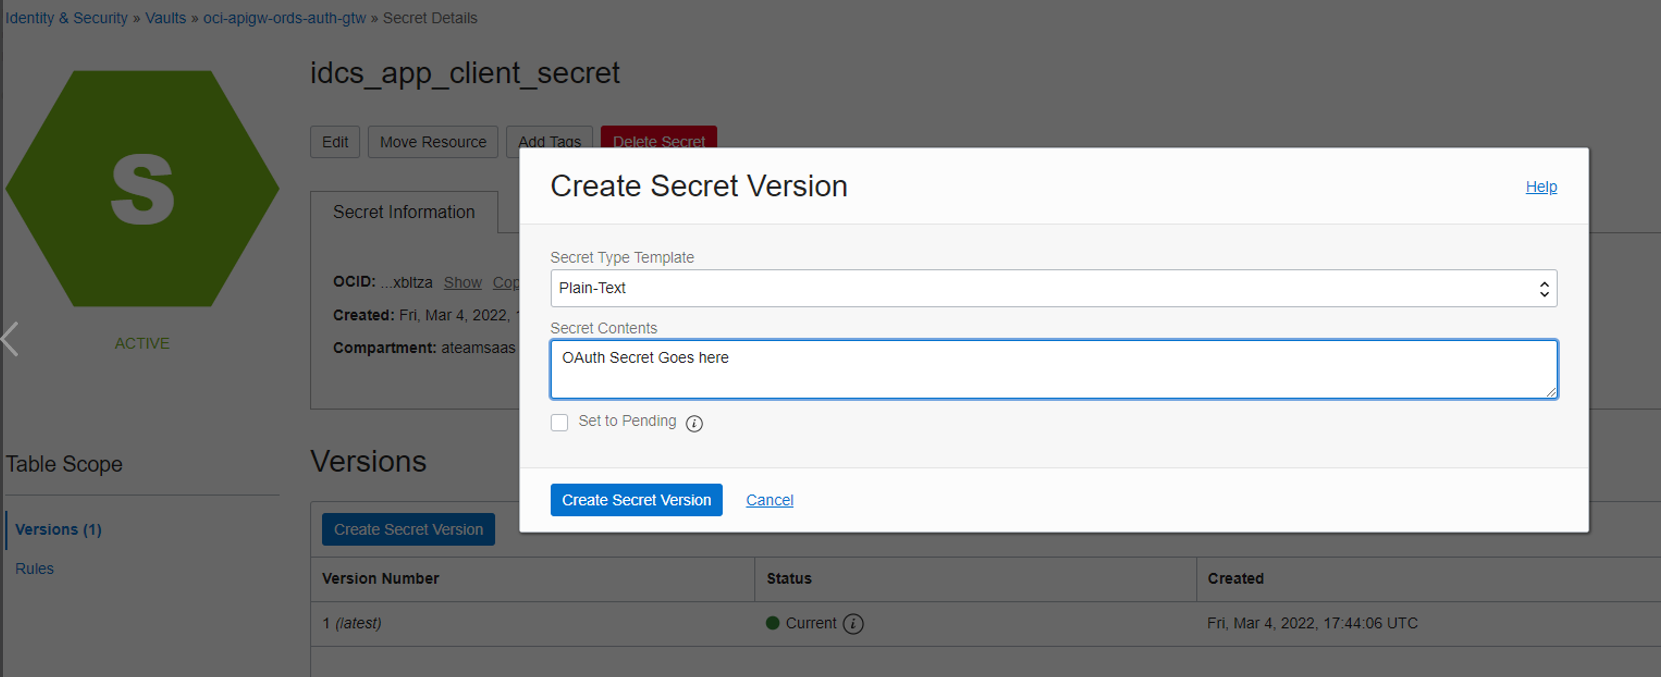 Identity & Security » Vaults » oci-apigw-ords-auth-gtw » Secret Details
S
ACTIVE
idcs_app_client_secret
Edit
Move Resource
Add Tags
Delete Secret
Secret Information
OCID: ...xbltza Show Cop
Created: Fri, Mar 4, 2022,
Compartment: ateamsaas
Create Secret Version
Help
Secret Type Template
Plain-Text
Secret Contents
OAuth Secret Goes here
Set to Pending
Create Secret Version
Cancel
Table Scope
Versions (1)
Rules
Versions
Create Secret Version
Version Number Status Created
1 (latest) Current Fri, Mar 4, 2022, 17:44:06 UTC